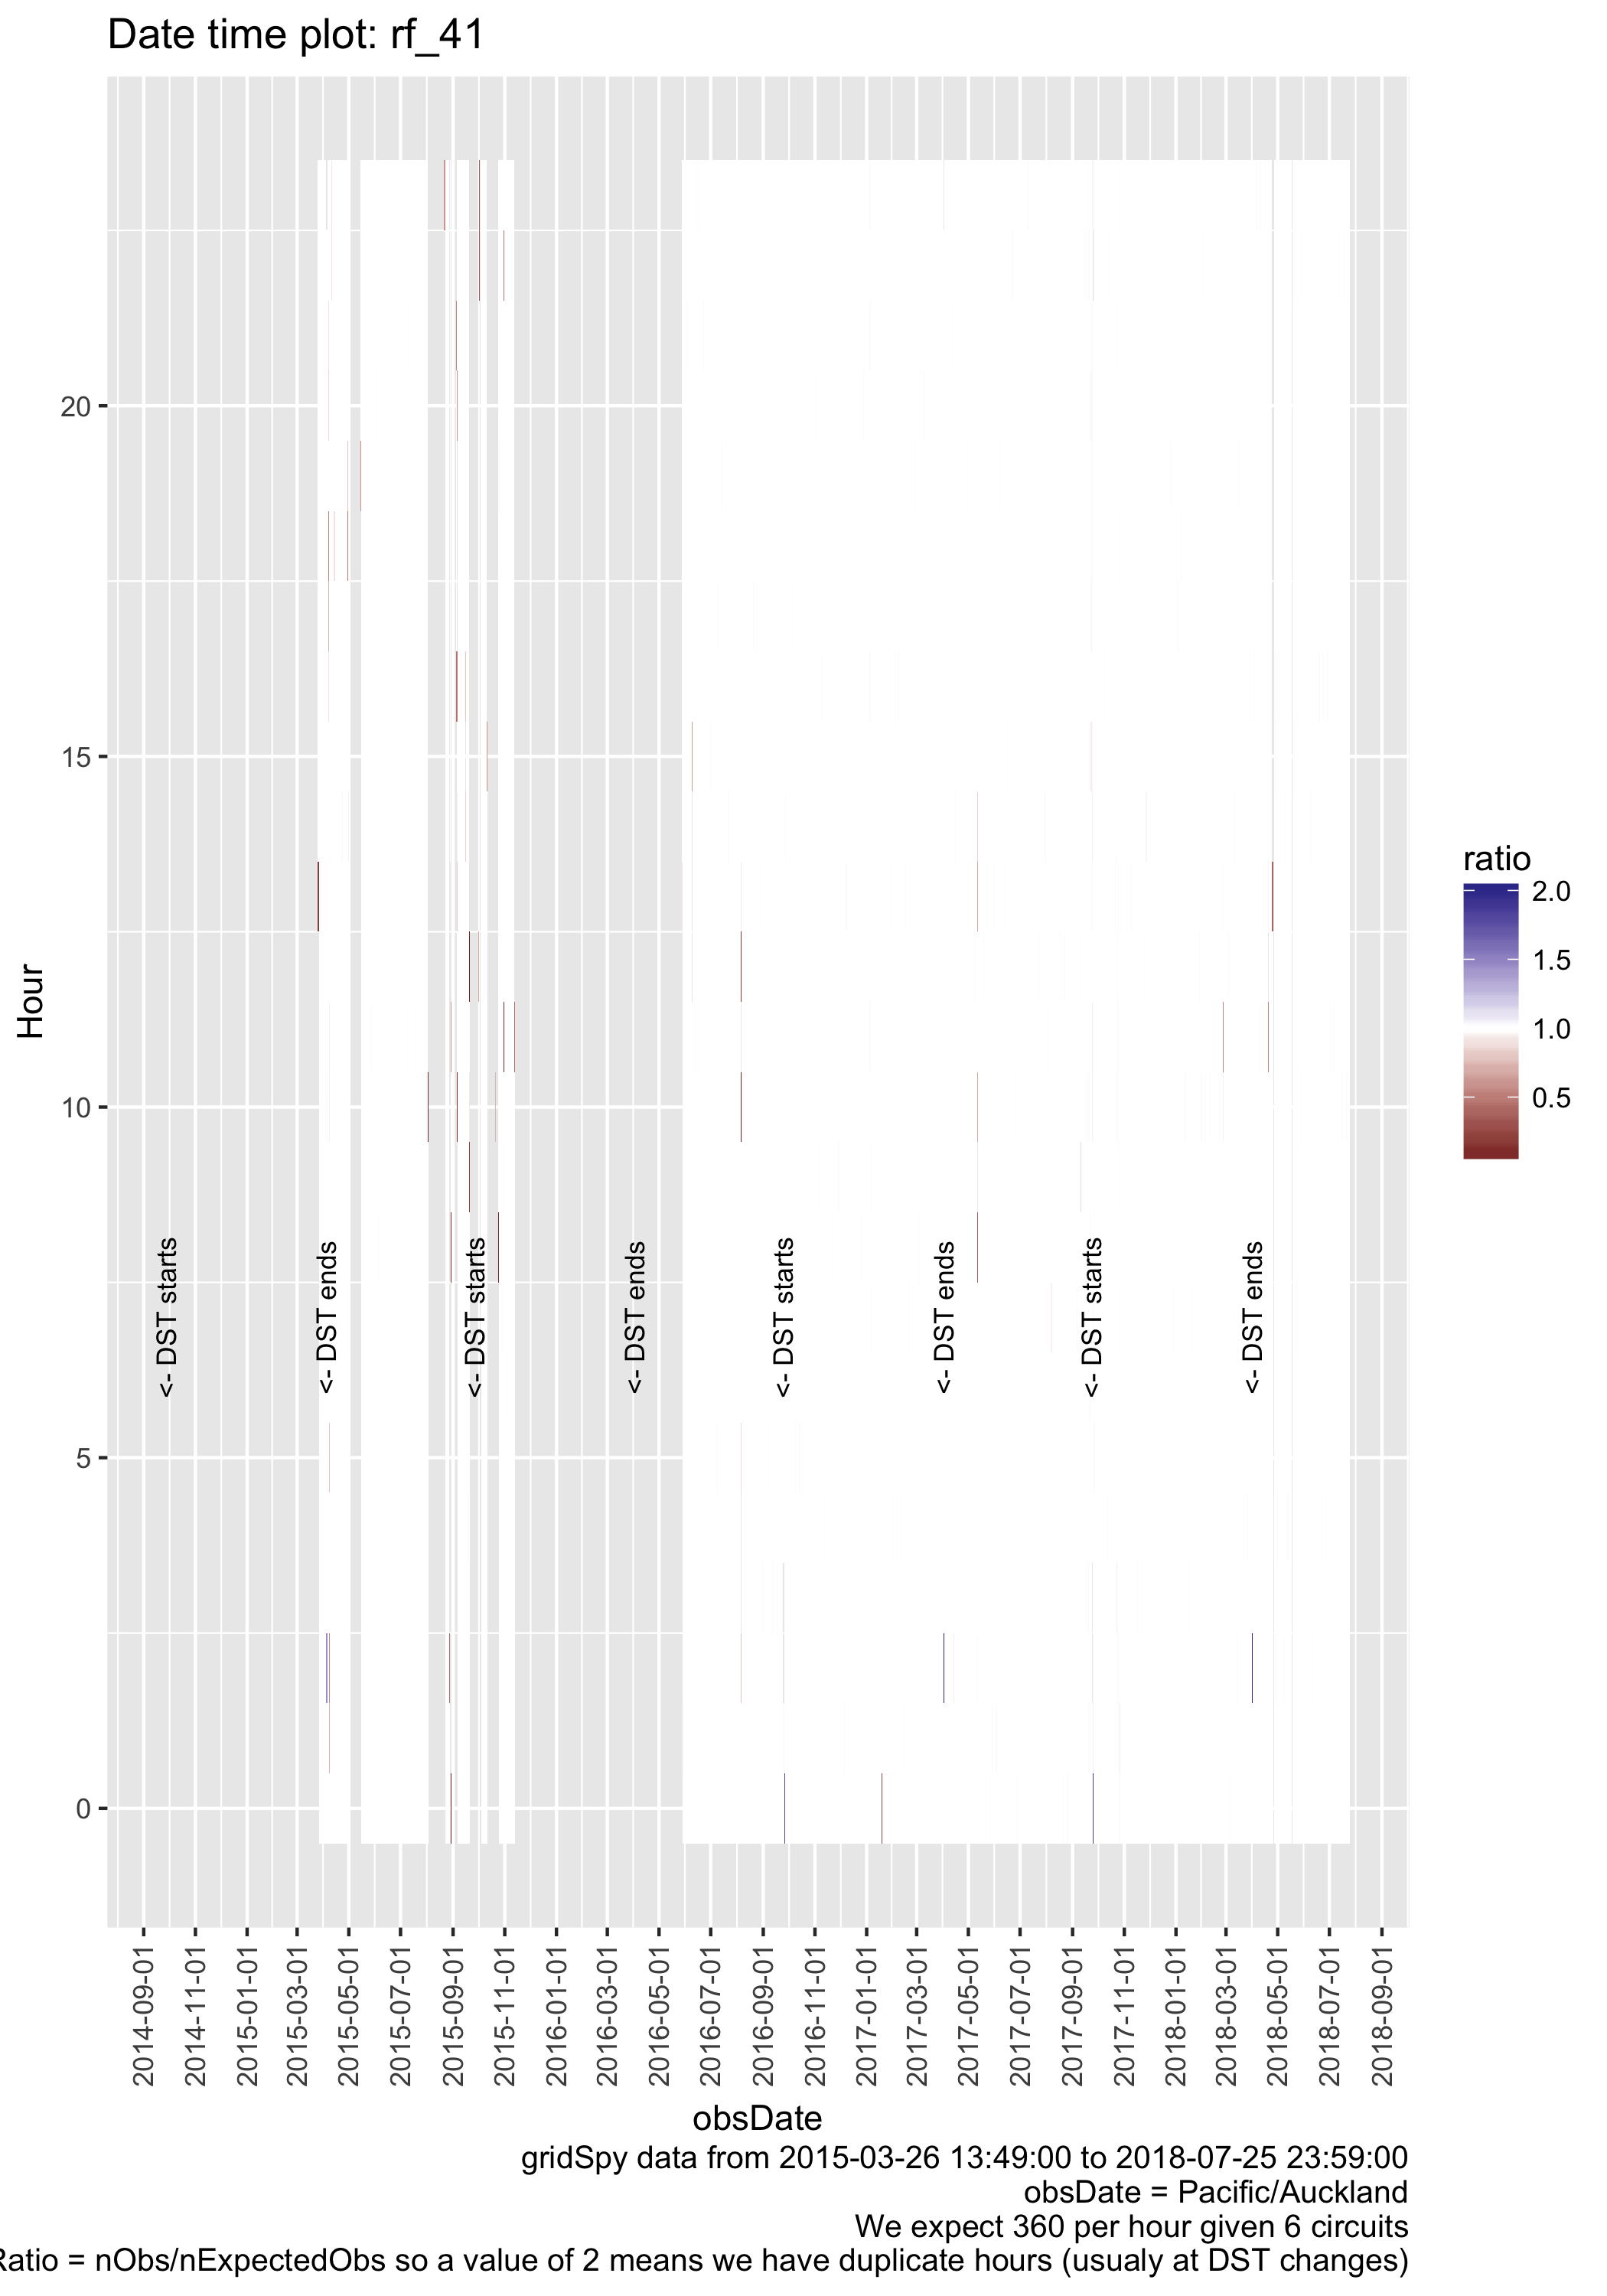 Date time plot: rf_41
Hour
20
15
10
5
0
<- DST starts
<- DST ends
<- DST starts
<- DST ends
<- DST starts
<- DST ends
<- DST starts
<- DST ends
ratio
2.0
1.5
1.0
0.5
2014-09-01
2014-11-01
2015-01-01
2015-03-01
2015-05-01
2015-07-01
2015-09-01
2015-11-01
2016-01-01
2016-03-01
2016-05-01
2016-07-01
2016-09-01
2016-11-01
2017-01-01
2017-03-01
2017-05-01
2017-07-01
2017-09-01
2017-11-01
2018-01-01
2018-03-01
2018-05-01
2018-07-01
2018-09-01
obsDate
gridSpy data from 2015-03-26 13:49:00 to 2018-07-25 23:59:00
obsDate = Pacific/Auckland
We expect 360 per hour given 6 circuits
Ratio = nObs/nExpectedObs so a value of 2 means we have duplicate hours (usualy at DST changes)